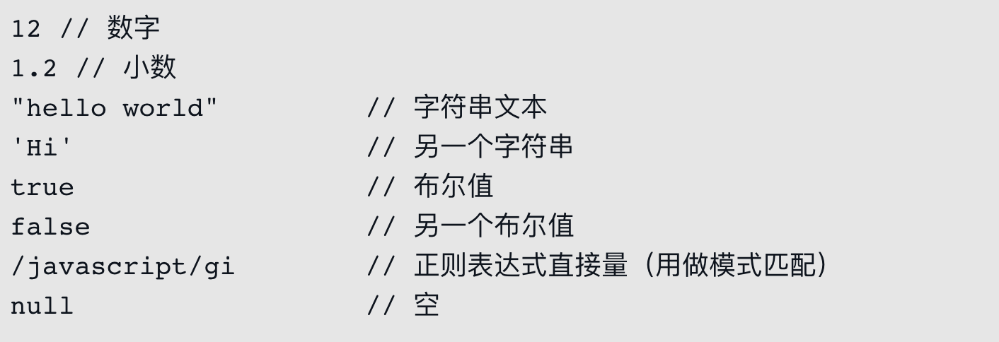 12 // 数字
1.2 // 小数
"hello world" // 字符串文本
'Hi' // 另一个字符串
true // 布尔值
false // 另一个布尔值
/javascript/gi // 正则表达式直接量（用做模式匹配）
null // 空